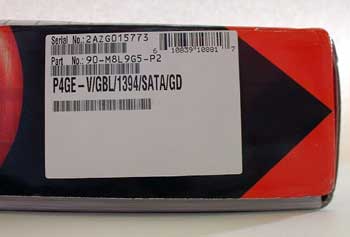 Serial No.:2AZG015773
6 10839 10881 7
Part No.:90-M8L9G5-P2
P4GE-V/GBL/1394/SATA/GD